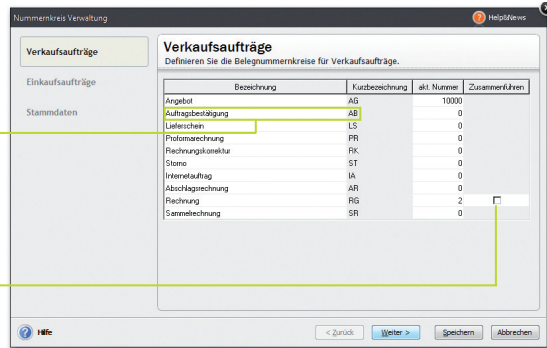 Nummernkreis Verwaltung
Help&News
Verkaufsaufträge
Einkaufsaufträge
Stammdaten
Verkaufsaufträge
Definieren Sie die Belegnummernkreise für Verkaufsaufträge.
Bezeichnung Kurzbezeichnung akt. Nummer Zusammenführen
Angebot AG 10000
Auftragsbestätigung AB 0
Lieferschein LS 0
Proformarechnung PR 0
Rechnungskorrektur RK 0
Storno ST 0
Internetauftrag IA 0
Abschlagsrechnung AR 0
Rechnung RG 2
Sammelrechnung SR 0
Hilfe
< Zurück
Weiter >
Speichern
Abbrechen